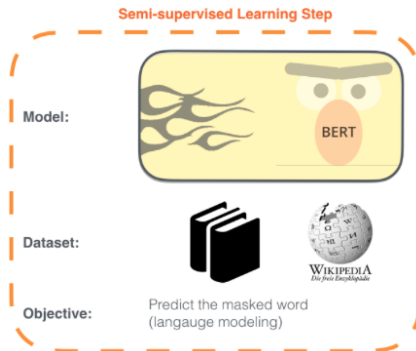 Semi-supervised Learning Step
Model:
BERT
Dataset:
WIKIPEDIA
Die freie Enzyklopädie
Objective:
Predict the masked word
(langauge modeling)